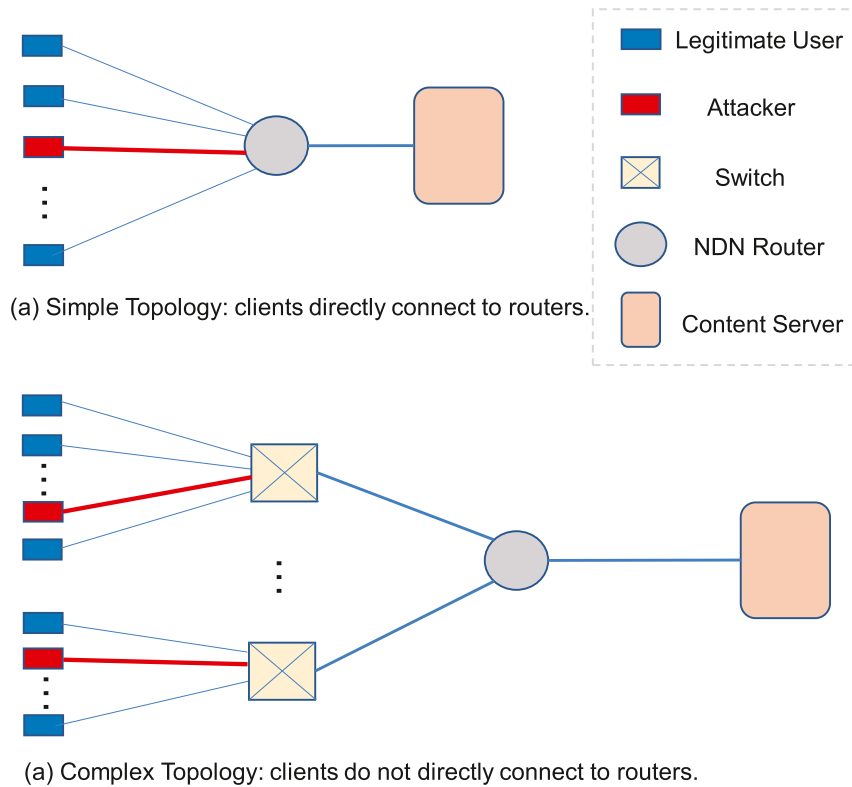 Legitimate User
Attacker
Switch
NDN Router
Content Server
(a) Simple Topology: clients directly connect to routers.
(a) Complex Topology: clients do not directly connect to routers.